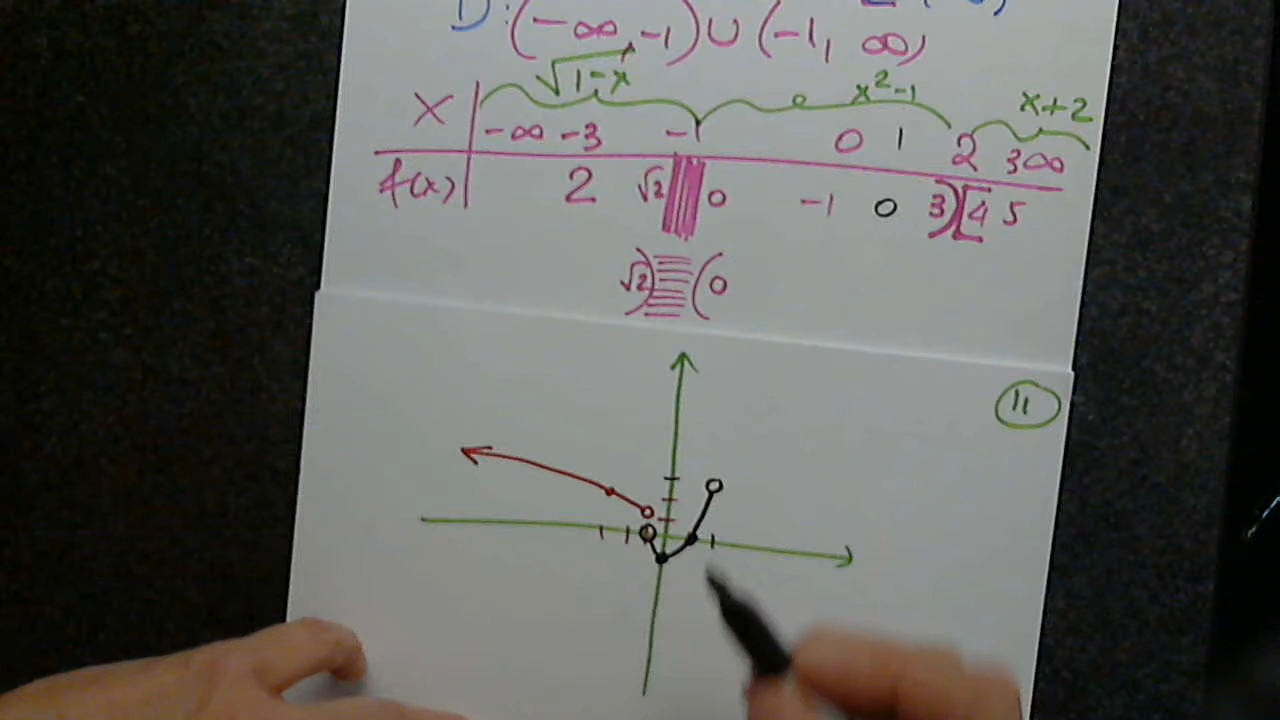 D: (-∞,-1)∪(-1, ∞)
√1-x x²-1 x+2
x -∞ -3 -1 0 1 2 3 ∞
f(x) 2 √2 0 -1 0 3)[4 5
√2) (0
11